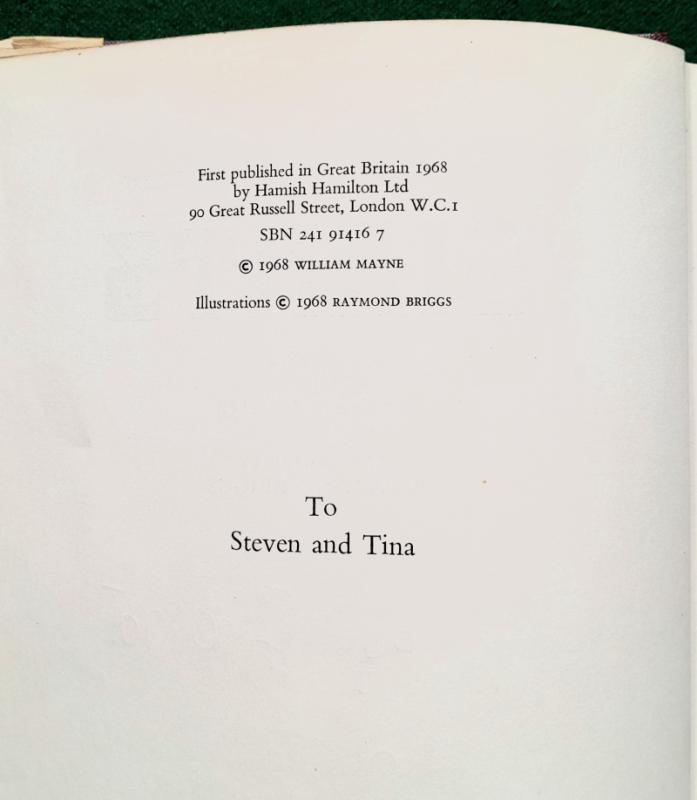 First published in Great Britain 1968
by Hamish Hamilton Ltd
90 Great Russell Street, London W.C.1
SBN 241 91416 7
© 1968 WILLIAM MAYNE
Illustrations © 1968 RAYMOND BRIGGS
To
Steven and Tina